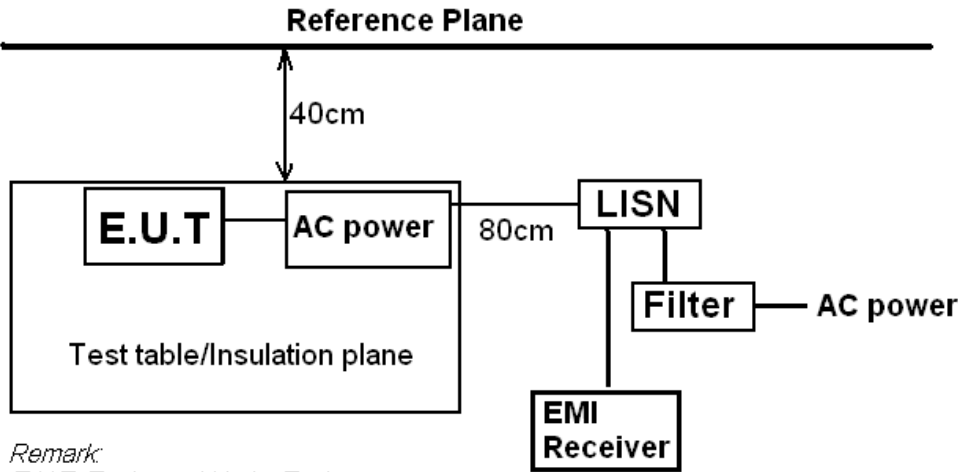 Reference Plane
40cm
E.U.T
AC power
80cm
LISN
Filter
AC power
Test table/Insulation plane
EMI
Receiver
Remark: